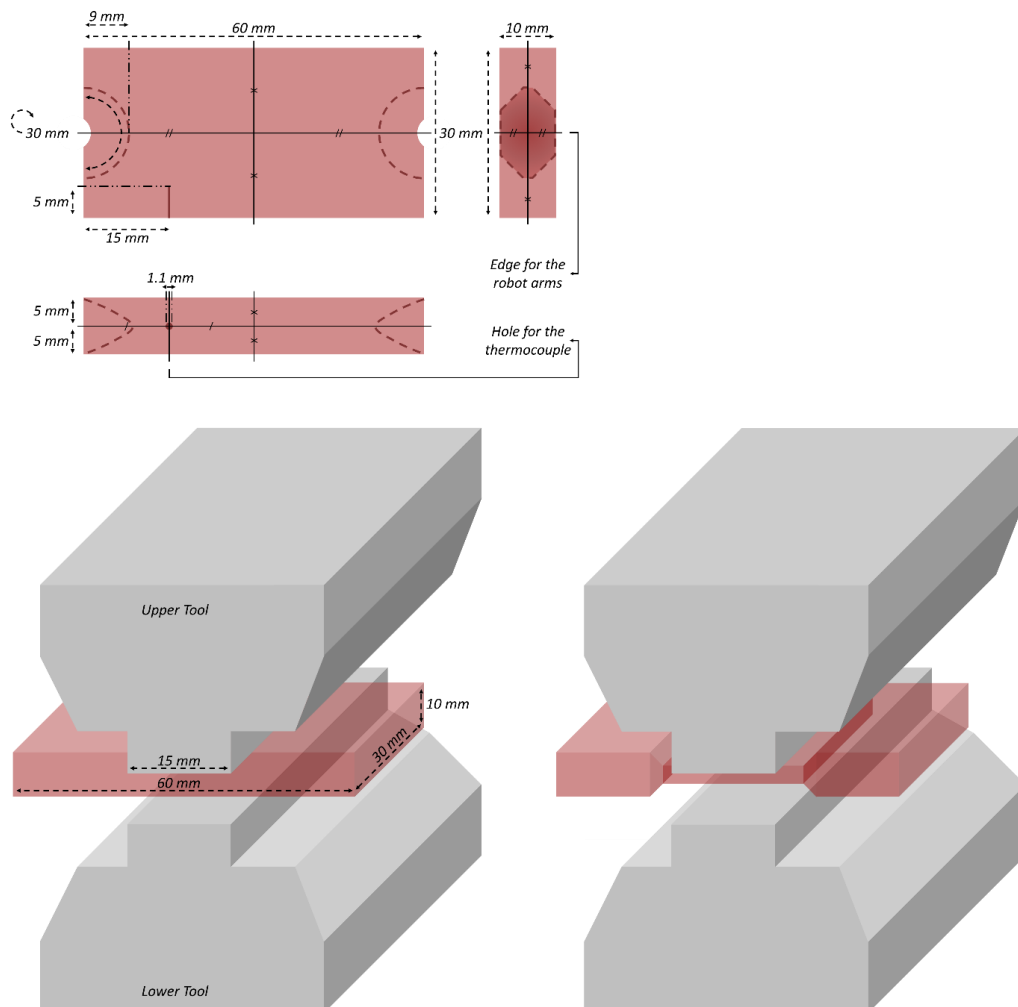 9 mm
60 mm
10 mm
30 mm
30 mm
5 mm
15 mm
1.1 mm
Edge for the
robot arms
5 mm
5 mm
Hole for the
thermocouple
Upper Tool
10 mm
30 mm
15 mm
60 mm
Lower Tool